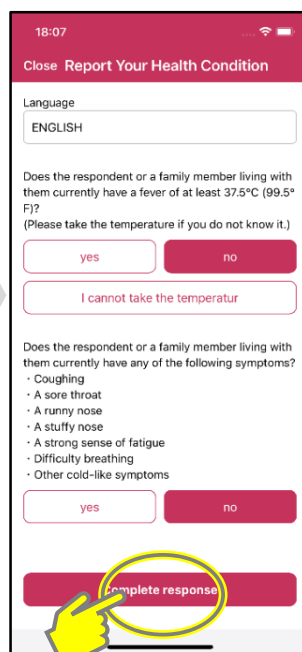 18:07
Close Report Your Health Condition
Language
ENGLISH
Does the respondent or a family member living with
them currently have a fever of at least 37.5°C (99.5°
F)?
(Please take the temperature if you do not know it.)
yes
no
I cannot take the temperatur
Does the respondent or a family member living with
them currently have any of the following symptoms?
・Coughing
・A sore throat
・A runny nose
・A stuffy nose
・A strong sense of fatigue
・Difficulty breathing
・Other cold-like symptoms
yes
no
Complete response